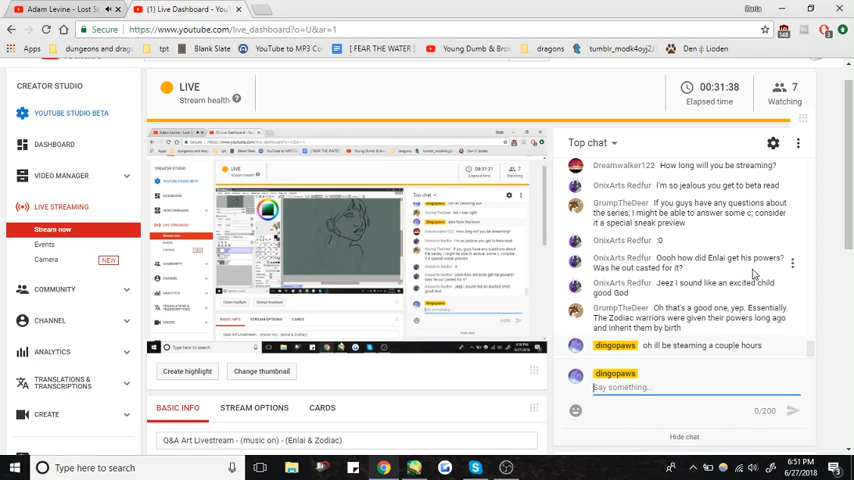 Adam Levine - Lost S
(1) Live Dashboard - You
Daria
Secure
https://www.youtube.com/live_dashboard?o=U&ar=1
146
Apps
dungeons and drago
tpt
Blank Slate
YouTube to MP3 Co
[ FEAR THE WATER ]
Young Dumb & Brok
dragons
tumblr_modk4oyj2J
Den ⋮ Lioden
CREATOR STUDIO
YOUTUBE STUDIO BETA
DASHBOARD
VIDEO MANAGER
LIVE STREAMING
Stream now
Events
Camera
NEW
COMMUNITY
CHANNEL
ANALYTICS
TRANSLATIONS &
TRANSCRIPTIONS
CREATE
LIVE
Stream health
00:31:38
Elapsed time
7
Watching
Top chat
Dreamwalker122 How long will you be streaming?
OnixArts Redfur I'm so jealous you get to beta read
GrumpTheDeer If you guys have any questions about
the series, I might be able to answer some c; consider
it a special sneak preview
OnixArts Redfur :0
OnixArts Redfur Oooh how did Enlai get his powers?
Was he out casted for it?
OnixArts Redfur Jeez I sound like an excited child
good God
GrumpTheDeer Oh that's a good one, yep. Essentially.
The Zodiac warriors were given their powers long ago
and inherit them by birth
dingopaws oh ill be steaming a couple hours
dingopaws
Say something...
0/200
Hide chat
Create highlight
Change thumbnail
BASIC INFO
STREAM OPTIONS
CARDS
Q&A Art Livestream - (music on) - (Enlai & Zodiac)
Type here to search
6:51 PM
6/27/2018
3